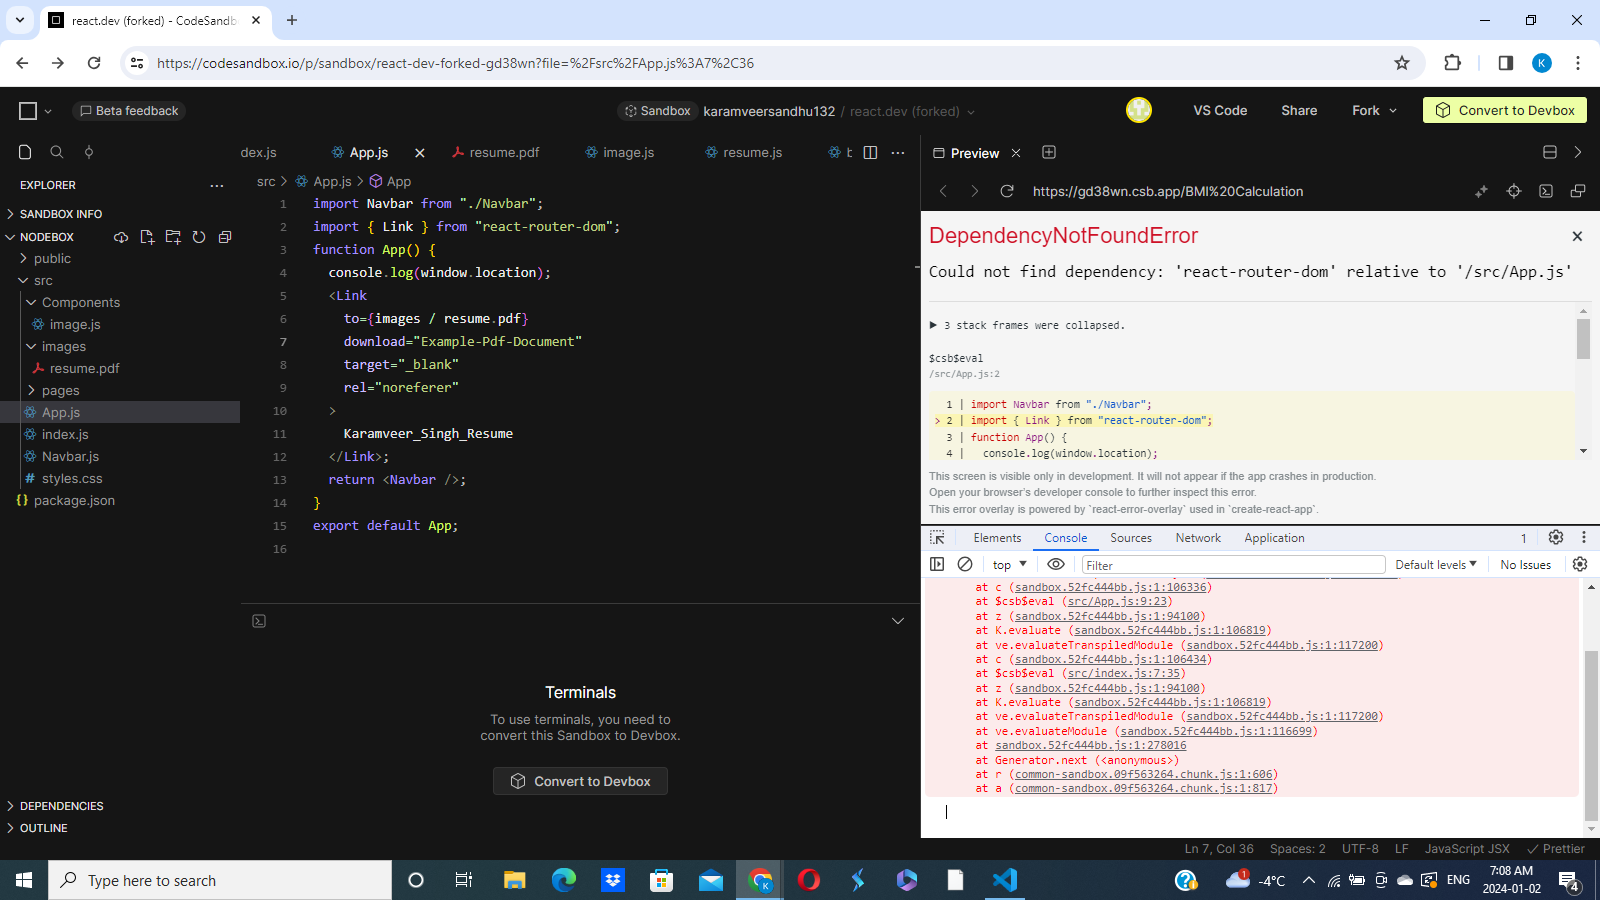 react.dev (forked) - CodeSandb
https://codesandbox.io/p/sandbox/react-dev-forked-gd38wn?file=%2Fsrc%2FApp.js%3A7%2C36
K
Beta feedback
Sandbox karamveersandhu132 / react.dev (forked)
VS Code
Share
Fork
Convert to Devbox
dex.js
App.js
resume.pdf
image.js
resume.js
b
Preview
EXPLORER
src > App.js > App
https://gd38wn.csb.app/BMI%20Calculation
SANDBOX INFO
NODEBOX
public
src
Components
image.js
images
resume.pdf
pages
App.js
index.js
Navbar.js
styles.css
package.json
DEPENDENCIES
OUTLINE
1 import Navbar from "./Navbar";
2 import { Link } from "react-router-dom";
3 function App() {
4 console.log(window.location);
5 <Link
6 to={images / resume.pdf}
7 download="Example-Pdf-Document"
8 target="_blank"
9 rel="noreferer"
10 >
11 Karamveer_Singh_Resume
12 </Link>;
13 return <Navbar />;
14 }
15 export default App;
16
Terminals
To use terminals, you need to
convert this Sandbox to Devbox.
Convert to Devbox
DependencyNotFoundError
Could not find dependency: 'react-router-dom' relative to '/src/App.js'
▶ 3 stack frames were collapsed.
$csb$eval
/src/App.js:2
1 | import Navbar from "./Navbar";
> 2 | import { Link } from "react-router-dom";
3 | function App() {
4 | console.log(window.location);
This screen is visible only in development. It will not appear if the app crashes in production.
Open your browser's developer console to further inspect this error.
This error overlay is powered by `react-error-overlay` used in `create-react-app`.
Elements
Console
Sources
Network
Application
1
top
Filter
Default levels
No Issues
at c (sandbox.52fc444bb.js:1:106336)
at $csb$eval (src/App.js:9:23)
at z (sandbox.52fc444bb.js:1:94100)
at K.evaluate (sandbox.52fc444bb.js:1:106819)
at ve.evaluateTranspiledModule (sandbox.52fc444bb.js:1:117200)
at c (sandbox.52fc444bb.js:1:106434)
at $csb$eval (src/index.js:7:35)
at z (sandbox.52fc444bb.js:1:94100)
at K.evaluate (sandbox.52fc444bb.js:1:106819)
at ve.evaluateTranspiledModule (sandbox.52fc444bb.js:1:117200)
at ve.evaluateModule (sandbox.52fc444bb.js:1:116699)
at sandbox.52fc444bb.js:1:278016
at Generator.next (<anonymous>)
at r (common-sandbox.09f563264.chunk.js:1:606)
at a (common-sandbox.09f563264.chunk.js:1:817)
Ln 7, Col 36
Spaces: 2
UTF-8
LF
JavaScript JSX
Prettier
Type here to search
K
1
-4°C
ENG
7:08 AM
2024-01-02
4